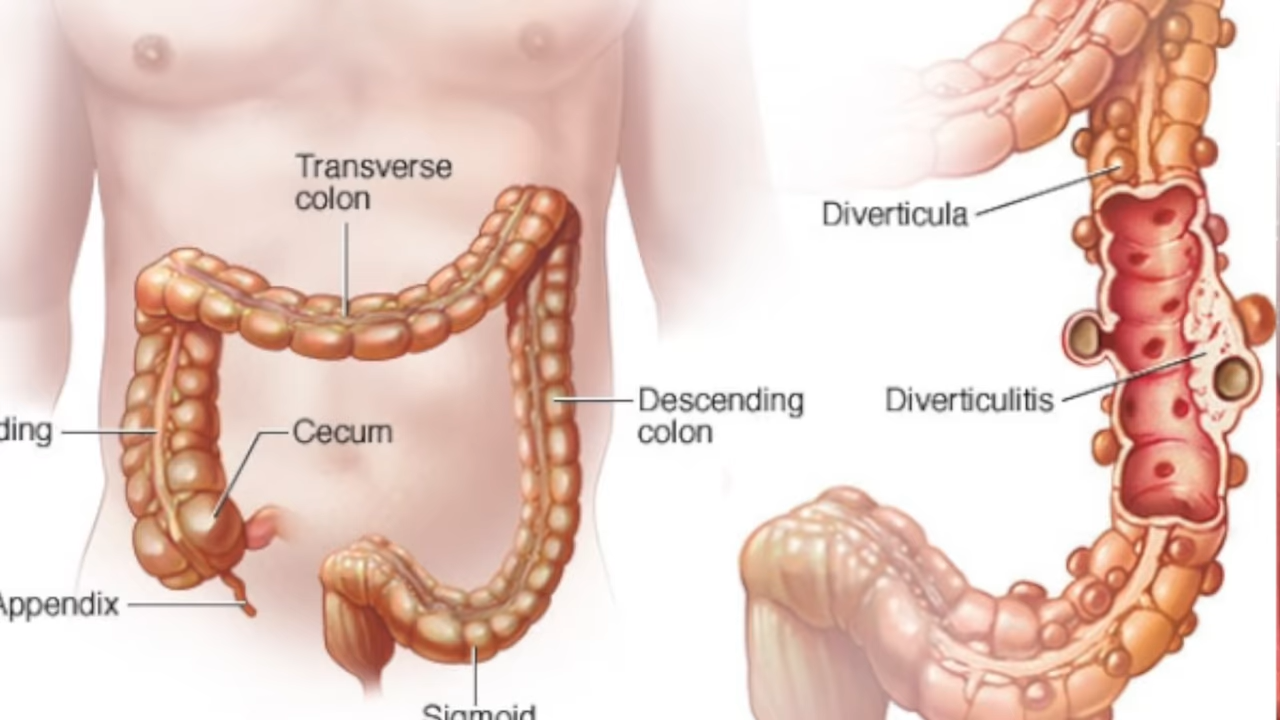 Transverse
colon
Diverticula
Descending
colon
Diverticulitis
ding
Cecum
Appendix
Sigmoid